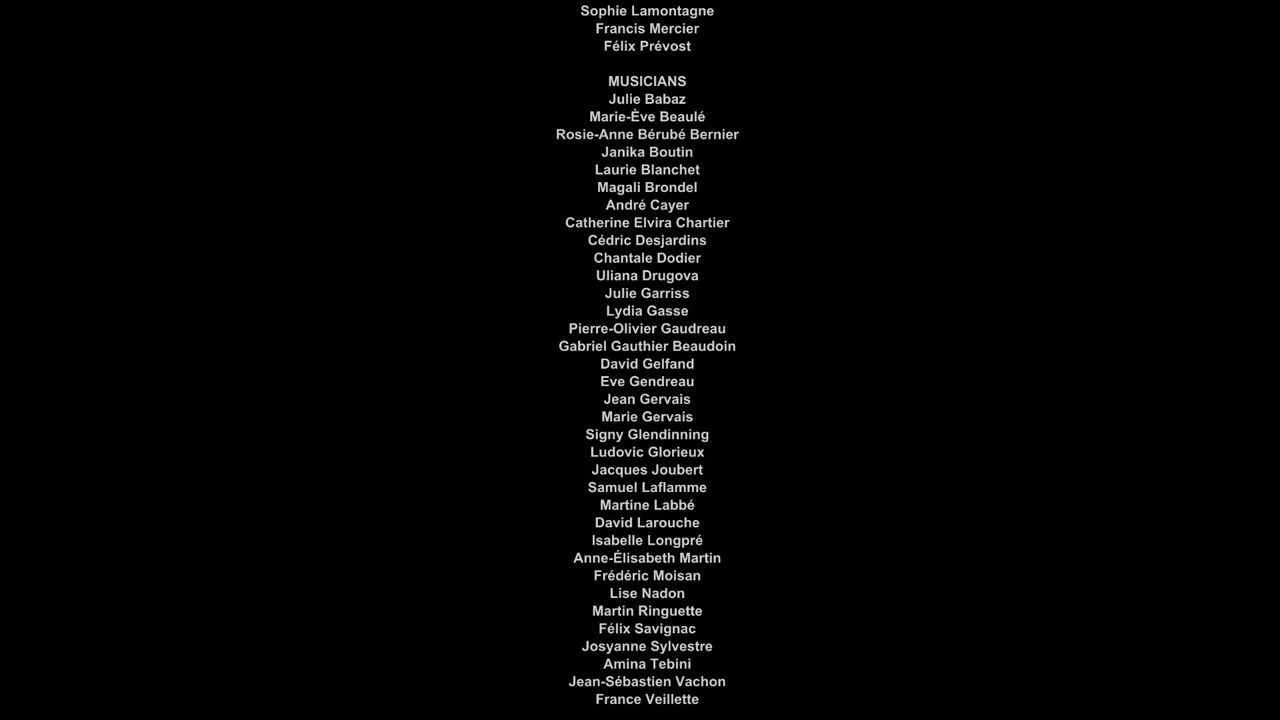 Sophie Lamontagne
Francis Mercier
Félix Prévost
MUSICIANS
Julie Babaz
Marie-Ève Beaulé
Rosie-Anne Bérubé Bernier
Janika Boutin
Laurie Blanchet
Magali Brondel
André Cayer
Catherine Elvira Chartier
Cédric Desjardins
Chantale Dodier
Uliana Drugova
Julie Garriss
Lydia Gasse
Pierre-Olivier Gaudreau
Gabriel Gauthier Beaudoin
David Gelfand
Eve Gendreau
Jean Gervais
Marie Gervais
Signy Glendinning
Ludovic Glorieux
Jacques Joubert
Samuel Laflamme
Martine Labbé
David Larouche
Isabelle Longpré
Anne-Élisabeth Martin
Frédéric Moisan
Lise Nadon
Martin Ringuette
Félix Savignac
Josyanne Sylvestre
Amina Tebini
Jean-Sébastien Vachon
France Veillette